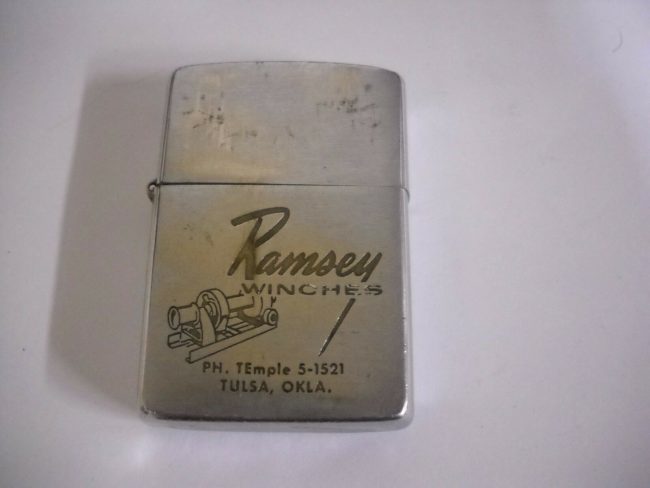 Ramsey
WINCHES
PH. TEmple 5-1521
TULSA, OKLA.